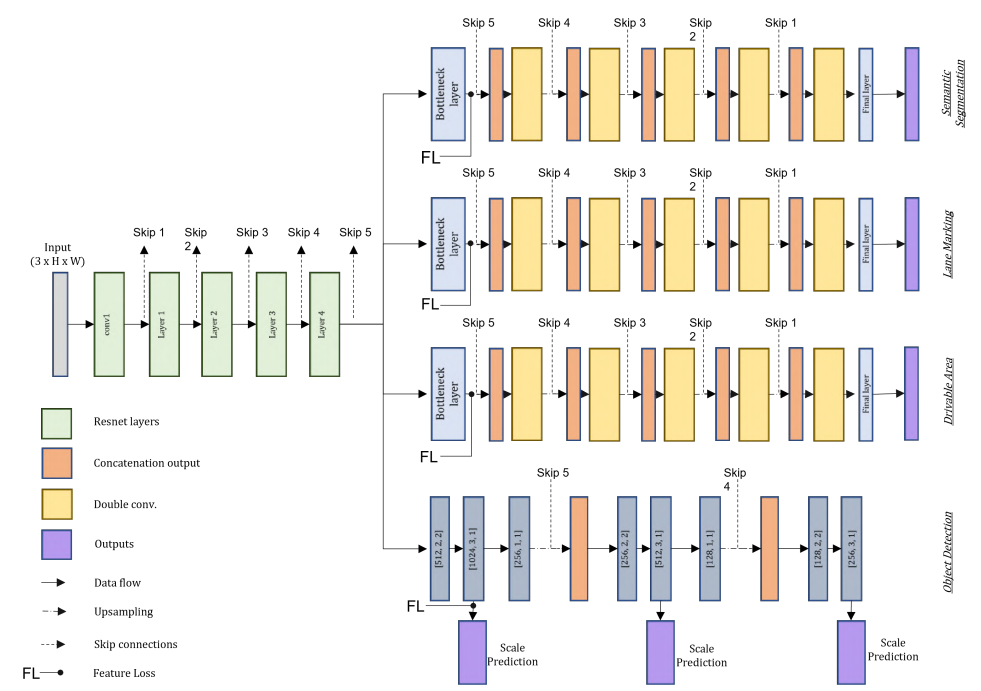 Skip 5
Skip 4
Skip 3
Skip
2
Skip 1
Bottleneck
layer
Final layer
FL
Semantic
Segmentation
Skip 5
Skip 4
Skip 3
Skip
2
Skip 1
Bottleneck
layer
Final layer
FL
Lane Marking
Input
(3 x H x W)
conv1
Layer 1
Layer 2
Layer 3
Layer 4
Skip 1
Skip
2
Skip 3
Skip 4
Skip 5
Skip 5
Skip 4
Skip 3
Skip
2
Skip 1
Bottleneck
layer
Final layer
FL
Drivable Area
Skip 5
Skip
4
[512, 2, 2]
[1024, 3, 1]
[256, 1, 1]
[256, 2, 2]
[512, 3, 1]
[128, 1, 1]
[128, 2, 2]
[256, 3, 1]
Object Detection
FL
Scale
Prediction
Scale
Prediction
Scale
Prediction
Resnet layers
Concatenation output
Double conv.
Outputs
Data flow
Upsampling
Skip connections
FL
Feature Loss